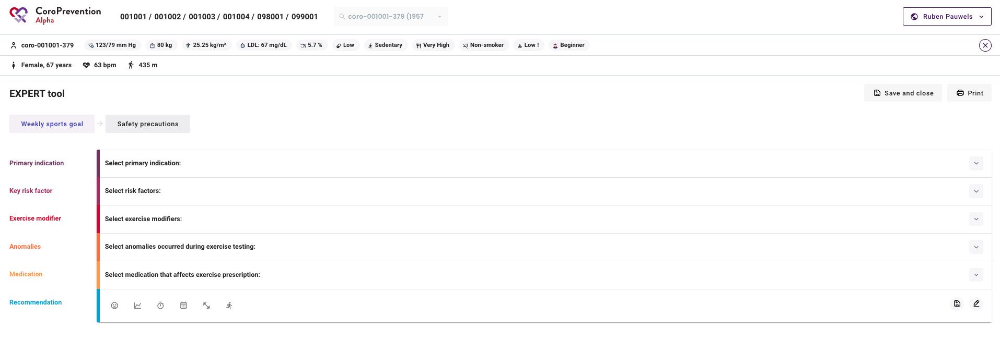 CoroPrevention
Alpha
001001 / 001002 / 001003 / 001004 / 098001 / 099001
coro-001001-379 (1957
Ruben Pauwels
coro-001001-379 123/79 mm Hg 80 kg 25.25 kg/m² LDL: 67 mg/dL 5.7 % Low Sedentary Very High Non-smoker Low ! Beginner
Female, 67 years 63 bpm 435 m
EXPERT tool
Save and close Print
Weekly sports goal Safety precautions
Primary indication Select primary indication:
Key risk factor Select risk factors:
Exercise modifier Select exercise modifiers:
Anomalies Select anomalies occurred during exercise testing:
Medication Select medication that affects exercise prescription:
Recommendation